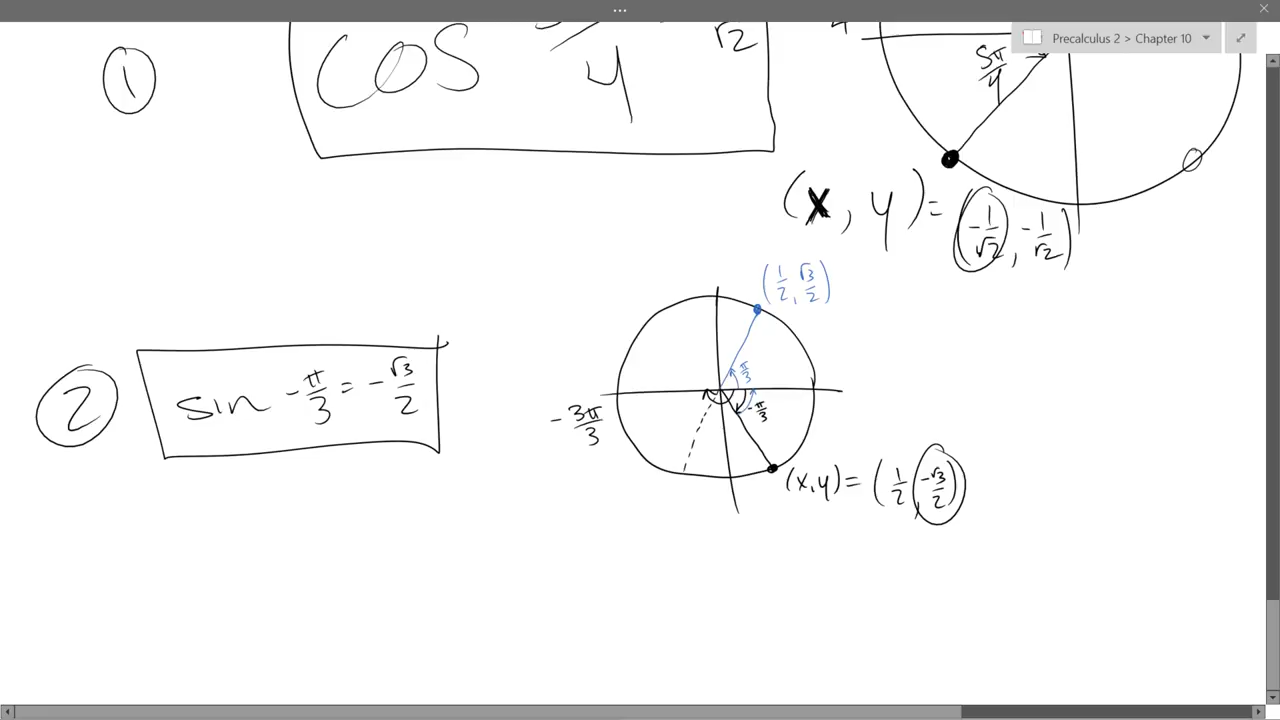 Precalculus 2 > Chapter 10
①
cos
4
√2
5π/4
(x, y) = (-1/√2, -1/√2)
(1/2, √3/2)
②
sin -π/3 = -√3/2
π/3
-π/3
-3π/3
(x,y) = (1/2, -√3/2)